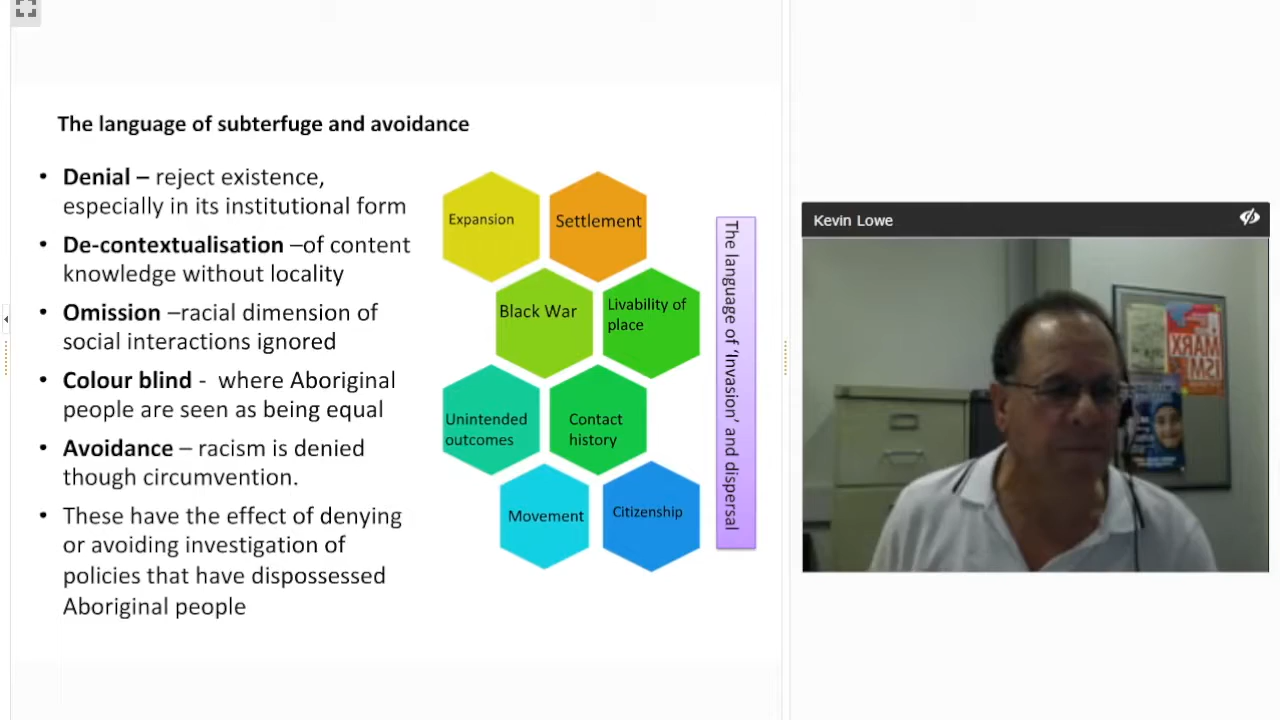 The language of subterfuge and avoidance
• Denial – reject existence,
especially in its institutional form
• De-contextualisation –of content
knowledge without locality
• Omission –racial dimension of
social interactions ignored
• Colour blind - where Aboriginal
people are seen as being equal
• Avoidance – racism is denied
though circumvention.
• These have the effect of denying
or avoiding investigation of
policies that have dispossessed
Aboriginal people
Expansion
Settlement
Black War
Livability of
place
Unintended
outcomes
Contact
history
Movement
Citizenship
The language of ‘Invasion’ and dispersal
Kevin Lowe
MARX
ISM